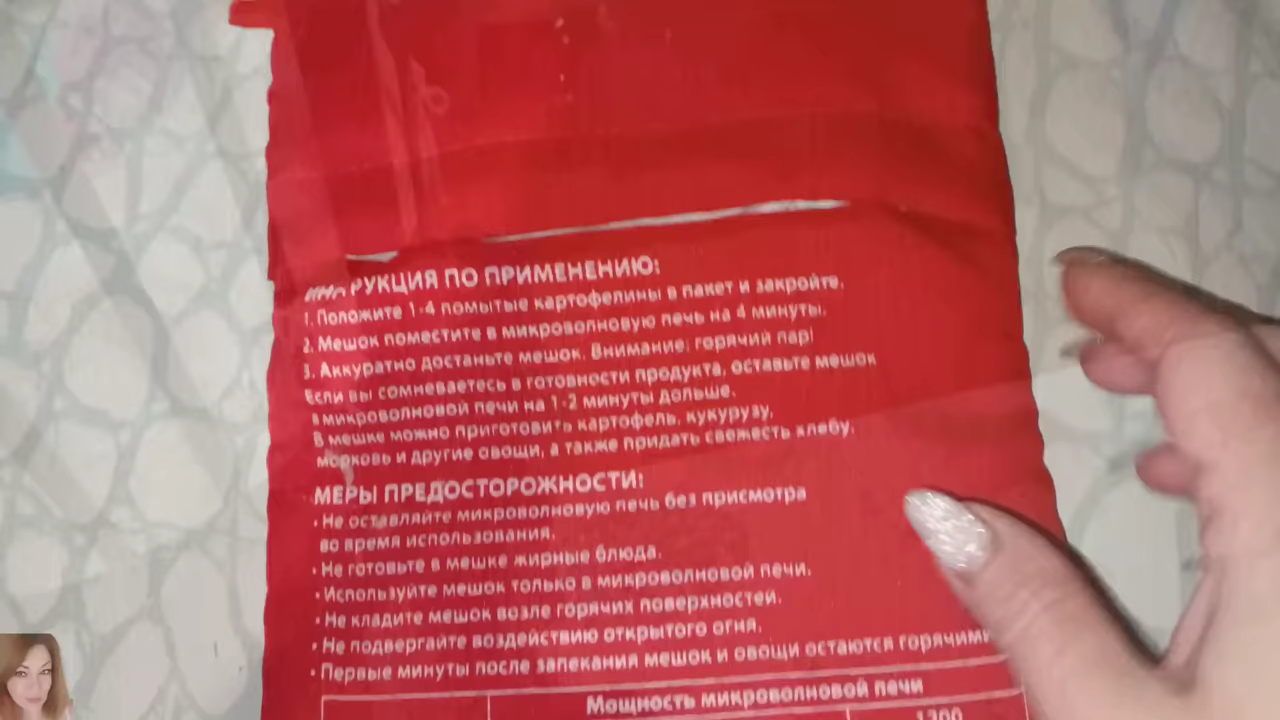 РУКЦИЯ ПО ПРИМЕНЕНИЮ:
1. Положите 1-4 помытые картофелины в пакет и закройте.
2. Мешок поместите в микроволновую печь на 4 минуты.
3. Аккуратно достаньте мешок. Внимание: горячий пар!
Если вы сомневаетесь в готовности продукта, оставьте мешок
в микроволновой печи на 1-2 минуты дольше.
В мешке можно приготовить картофель, кукурузу,
морковь и другие овощи, а также придать свежесть хлебу.
МЕРЫ ПРЕДОСТОРОЖНОСТИ:
• Не оставляйте микроволновую печь без присмотра
во время использования.
• Не готовьте в мешке жирные блюда.
• Используйте мешок только в микроволновой печи.
• Не кладите мешок возле горячих поверхностей.
• Не подвергайте воздействию открытого огня.
• Первые минуты после запекания мешок и овощи остаются горячими
Мощность микроволновой печи
1300